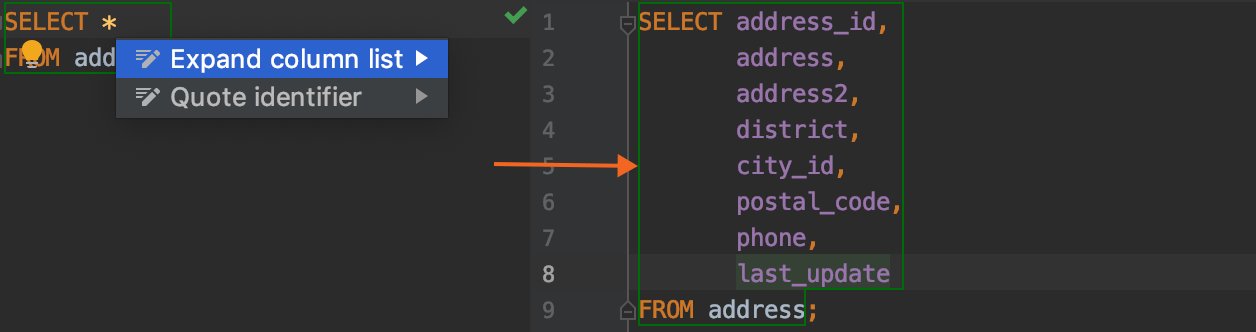 SELECT *
FROM add
Expand column list
Quote identifier
1 SELECT address_id,
2 address,
3 address2,
4 district,
5 city_id,
6 postal_code,
7 phone,
8 last_update
9 FROM address;